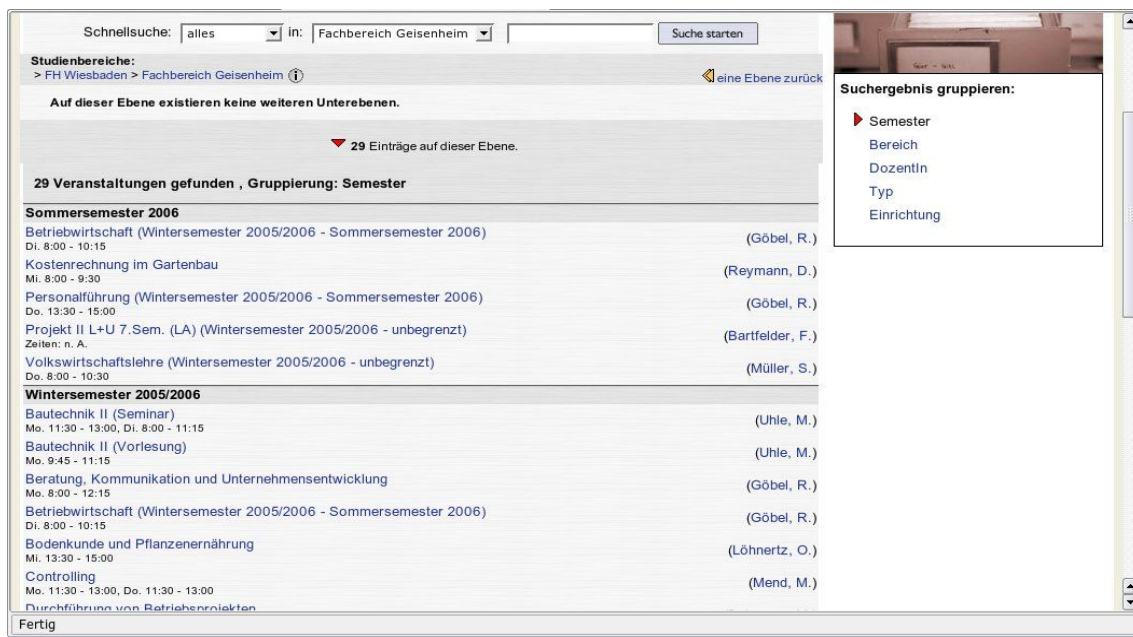 Schnellsuche: alles in: Fachbereich Geisenheim Suche starten
Studienbereiche:
> FH Wiesbaden > Fachbereich Geisenheim
eine Ebene zurück
Auf dieser Ebene existieren keine weiteren Unterebenen.
29 Einträge auf dieser Ebene.
29 Veranstaltungen gefunden , Gruppierung: Semester
Sommersemester 2006
Betriebwirtschaft (Wintersemester 2005/2006 - Sommersemester 2006)
Di. 8:00 - 10:15
(Göbel, R.)
Kostenrechnung im Gartenbau
Mi. 8:00 - 9:30
(Reymann, D.)
Personalführung (Wintersemester 2005/2006 - Sommersemester 2006)
Do. 13:30 - 15:00
(Göbel, R.)
Projekt II L+U 7.Sem. (LA) (Wintersemester 2005/2006 - unbegrenzt)
Zeiten: n. A.
(Bartfelder, F.)
Volkswirtschaftslehre (Wintersemester 2005/2006 - unbegrenzt)
Do. 8:00 - 10:30
(Müller, S.)
Wintersemester 2005/2006
Bautechnik II (Seminar)
Mo. 11:30 - 13:00, Di. 8:00 - 11:15
(Uhle, M.)
Bautechnik II (Vorlesung)
Mo. 9:45 - 11:15
(Uhle, M.)
Beratung, Kommunikation und Unternehmensentwicklung
Mo. 8:00 - 12:15
(Göbel, R.)
Betriebwirtschaft (Wintersemester 2005/2006 - Sommersemester 2006)
Di. 8:00 - 10:15
(Göbel, R.)
Bodenkunde und Pflanzenernährung
Mi. 13:30 - 15:00
(Löhnertz, O.)
Controlling
Mo. 11:30 - 13:00, Do. 11:30 - 13:00
(Mend, M.)
Durchführung von Betriebsprojekten
Suchergebnis gruppieren:
Semester
Bereich
DozentIn
Typ
Einrichtung
Fertig